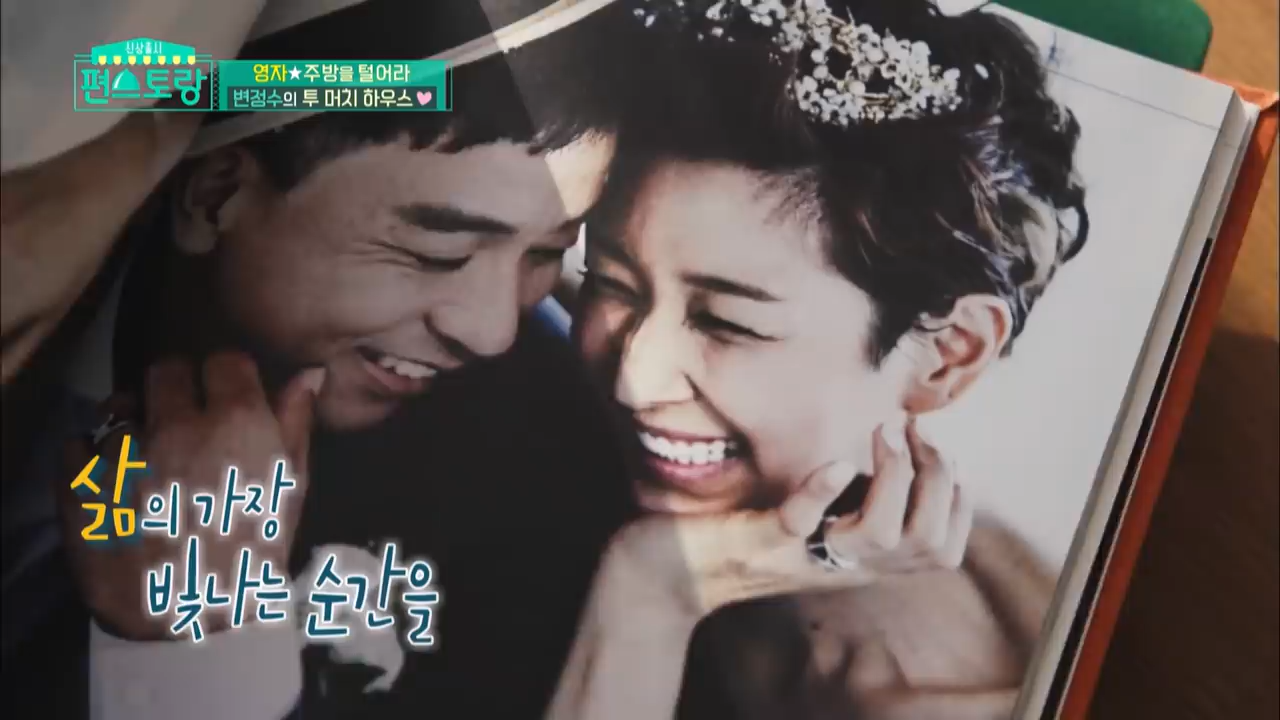 신상출시
편스토랑
영자★주방을 털어라
변정수의 투 머치 하우스♥
삶의 가장
빛나는 순간을